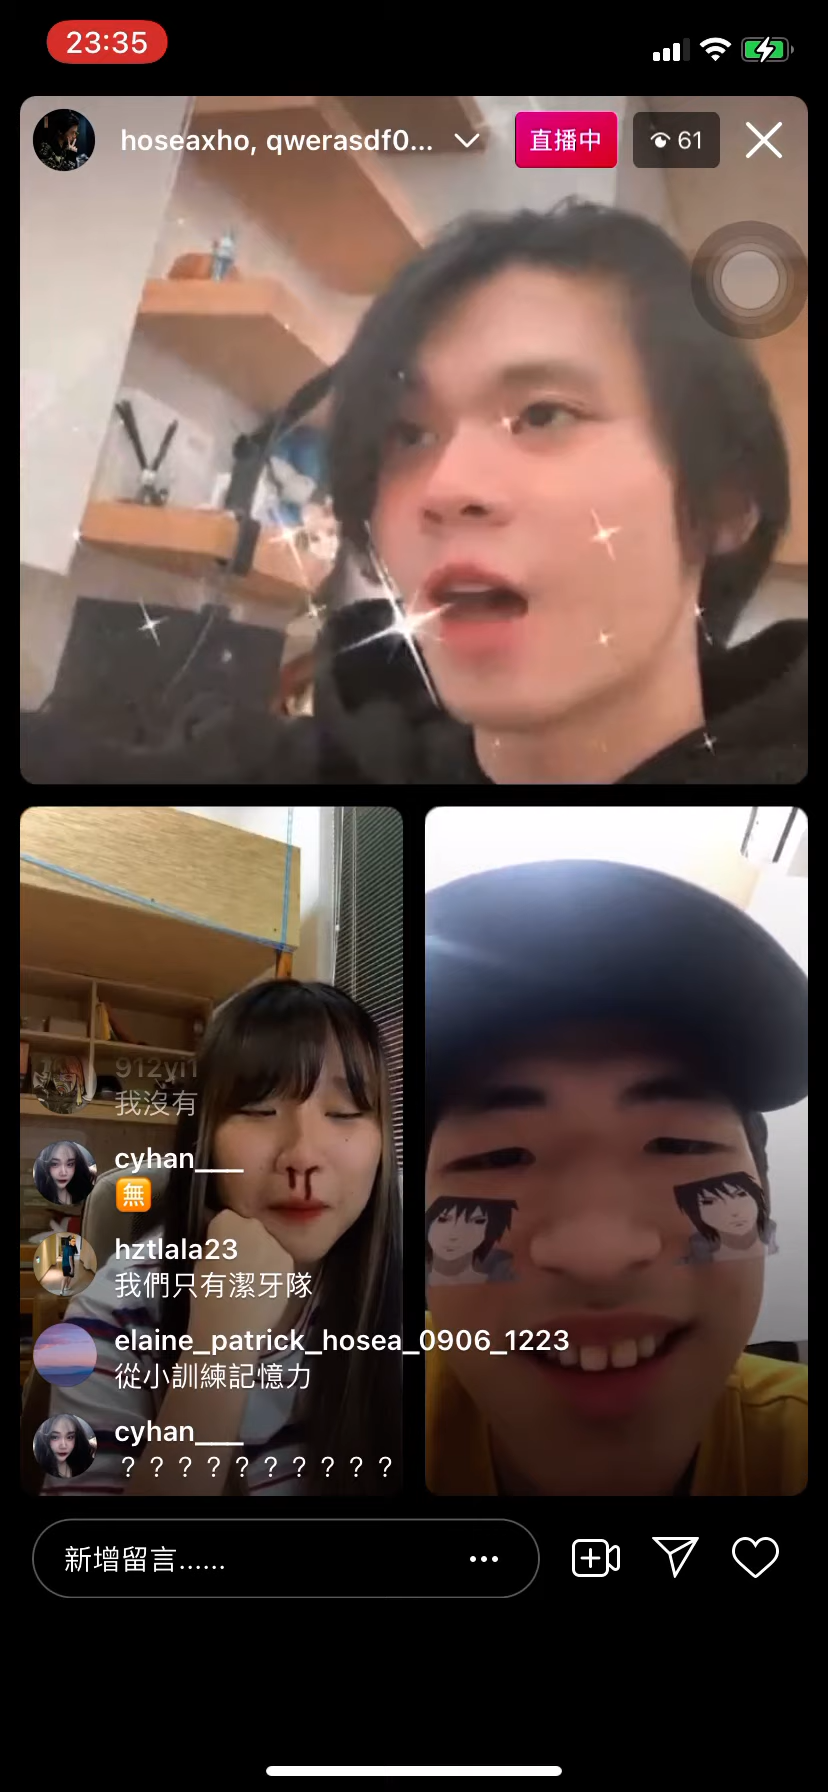 23:35
hoseaxho, qwerasdf0...
直播中
61
912yi1
我沒有
cyhan___
🈚
hztlala23
我們只有潔牙隊
elaine_patrick_hosea_0906_1223
從小訓練記憶力
cyhan___
？？？？？？？？？？
新增留言......